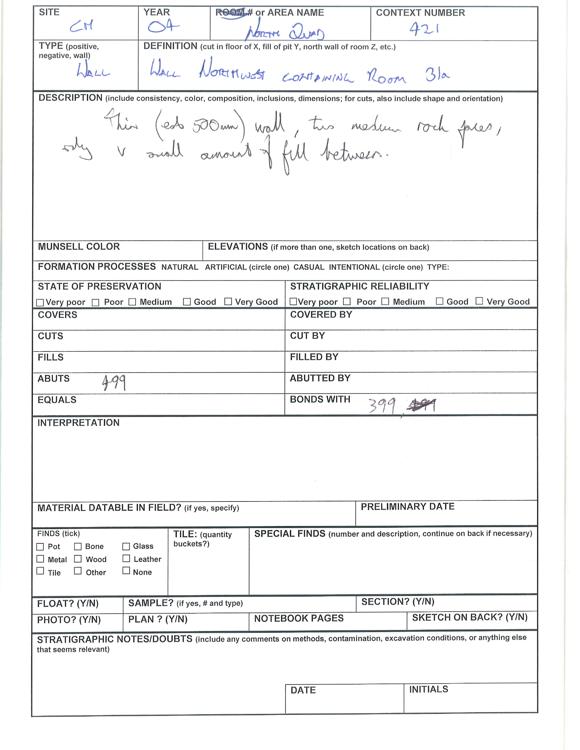 SITE YEAR ROOM # or AREA NAME CONTEXT NUMBER
CH 04 NORTH QUAD 421
TYPE (positive, negative, wall) DEFINITION (cut in floor of X, fill of pit Y, north wall of room Z, etc.)
WALL WALL NORTHWEST CONTAINING ROOM 31a
DESCRIPTION (include consistency, color, composition, inclusions, dimensions; for cuts, also include shape and orientation)
Thin (estb 500mm) wall, two medium rock faces,
only v small amount of fill between.
MUNSELL COLOR ELEVATIONS (if more than one, sketch locations on back)
FORMATION PROCESSES NATURAL ARTIFICIAL (circle one) CASUAL INTENTIONAL (circle one) TYPE:
STATE OF PRESERVATION STRATIGRAPHIC RELIABILITY
Very poor Poor Medium Good Very Good Very poor Poor Medium Good Very Good
COVERS COVERED BY
CUTS CUT BY
FILLS FILLED BY
ABUTS 499 ABUTTED BY
EQUALS BONDS WITH 399
INTERPRETATION
MATERIAL DATABLE IN FIELD? (if yes, specify) PRELIMINARY DATE
FINDS (tick) TILE: (quantity buckets?) SPECIAL FINDS (number and description, continue on back if necessary)
Pot Bone Glass
Metal Wood Leather
Tile Other None
FLOAT? (Y/N) SAMPLE? (if yes, # and type) SECTION? (Y/N)
PHOTO? (Y/N) PLAN ? (Y/N) NOTEBOOK PAGES SKETCH ON BACK? (Y/N)
STRATIGRAPHIC NOTES/DOUBTS (include any comments on methods, contamination, excavation conditions, or anything else
that seems relevant)
DATE INITIALS